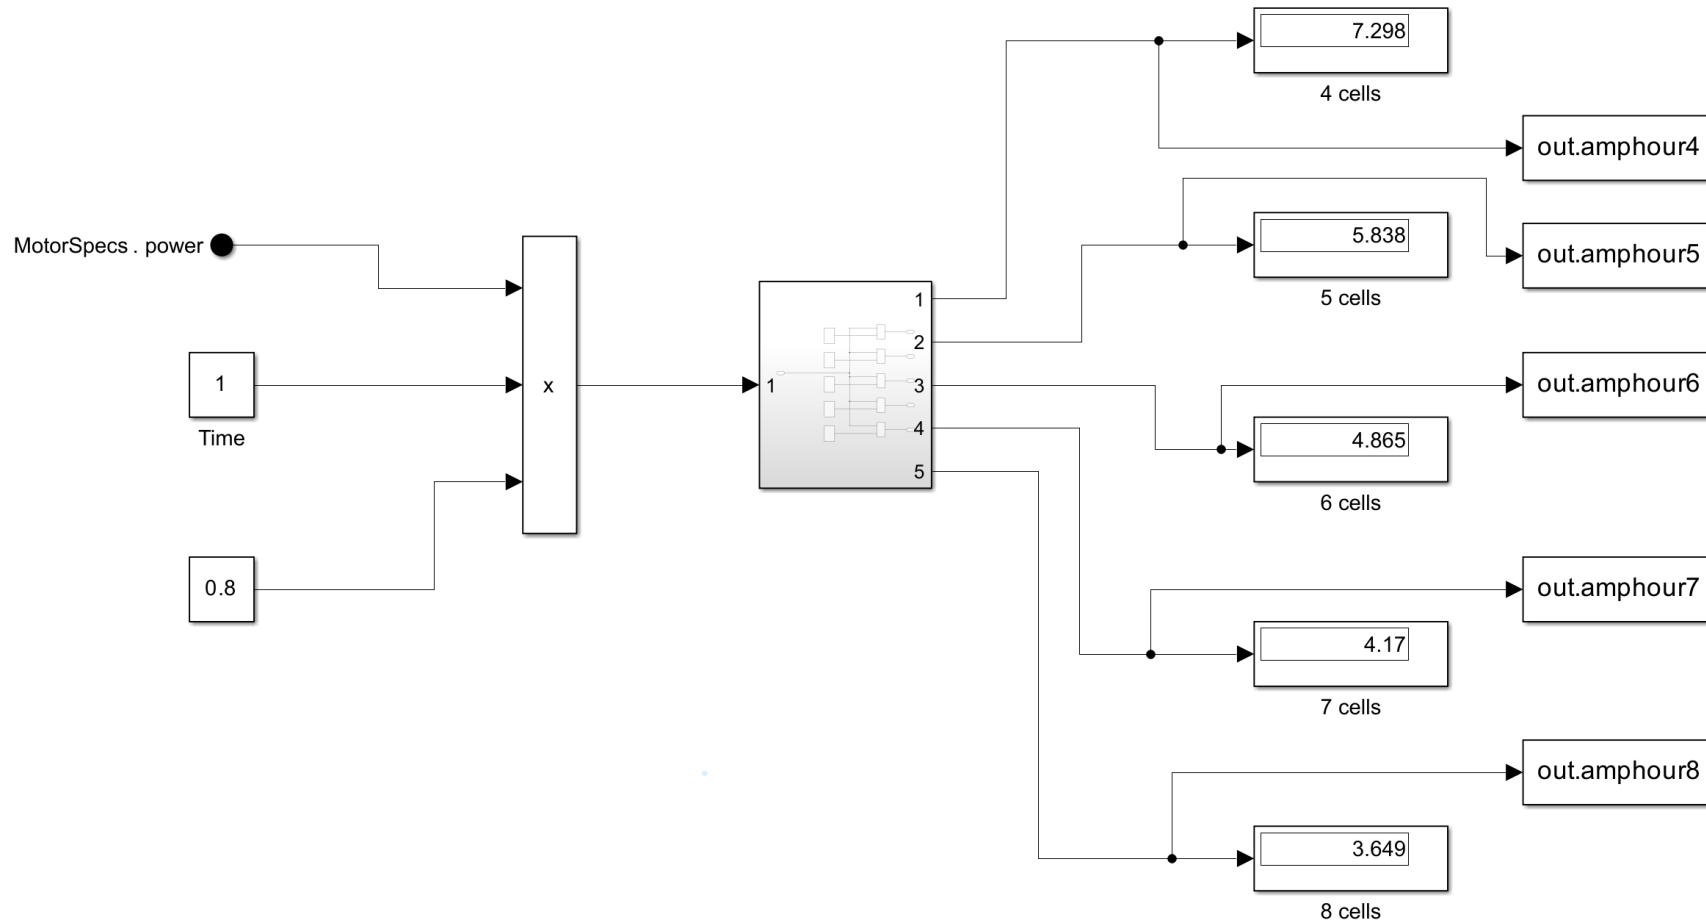 7.298
4 cells
out.amphour4
MotorSpecs . power
5.838
5 cells
out.amphour5
1
Time
x
1
1
2
3
4
5
out.amphour6
4.865
6 cells
0.8
out.amphour7
4.17
7 cells
out.amphour8
3.649
8 cells